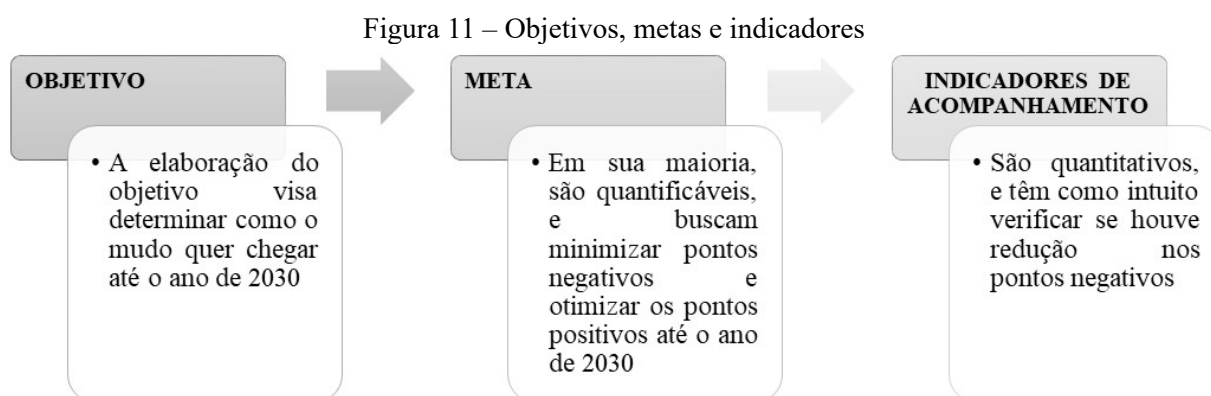 Figura 11 – Objetivos, metas e indicadores
OBJETIVO
• A elaboração do
objetivo visa
determinar como o
mudo quer chegar
até o ano de 2030
META
• Em sua maioria,
são quantificáveis,
e buscam
minimizar pontos
negativos e
otimizar os pontos
positivos até o ano
de 2030
INDICADORES DE
ACOMPANHAMENTO
• São quantitativos,
e têm como intuito
verificar se houve
redução nos
pontos negativos